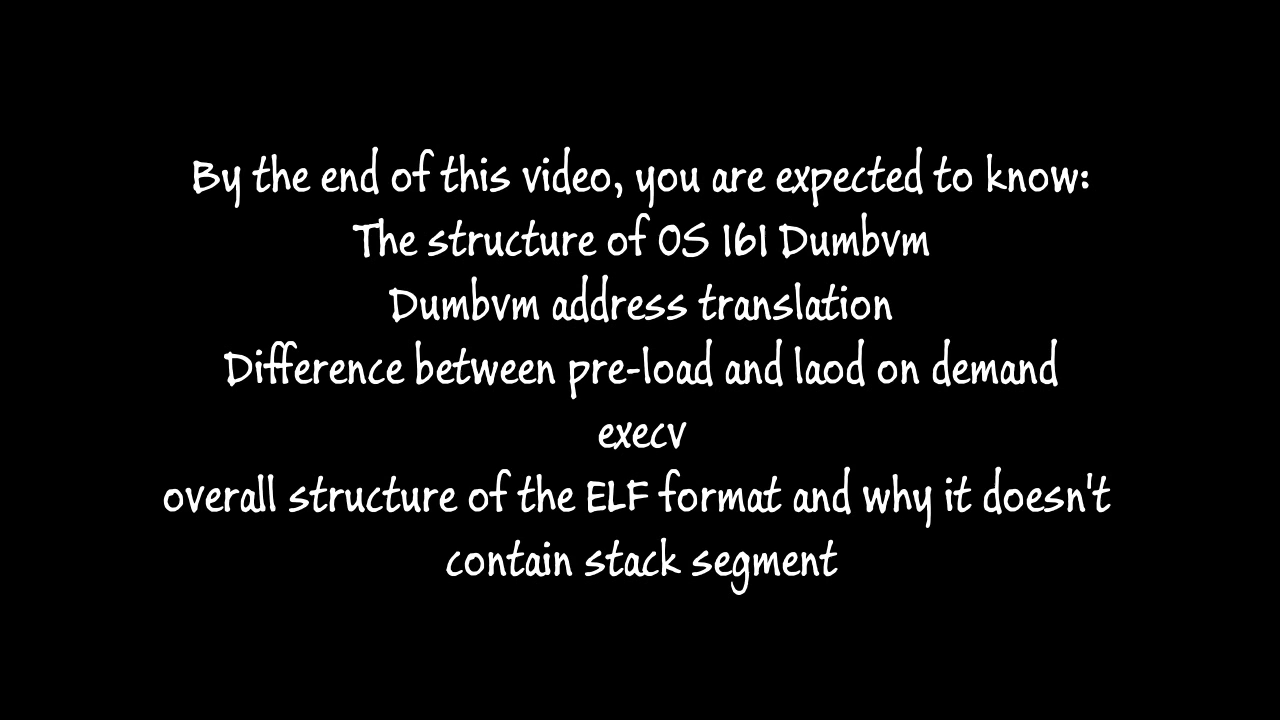 By the end of this video, you are expected to know:
The structure of OS 161 Dumbvm
Dumbvm address translation
Difference between pre-load and laod on demand
execv
overall structure of the ELF format and why it doesn't
contain stack segment